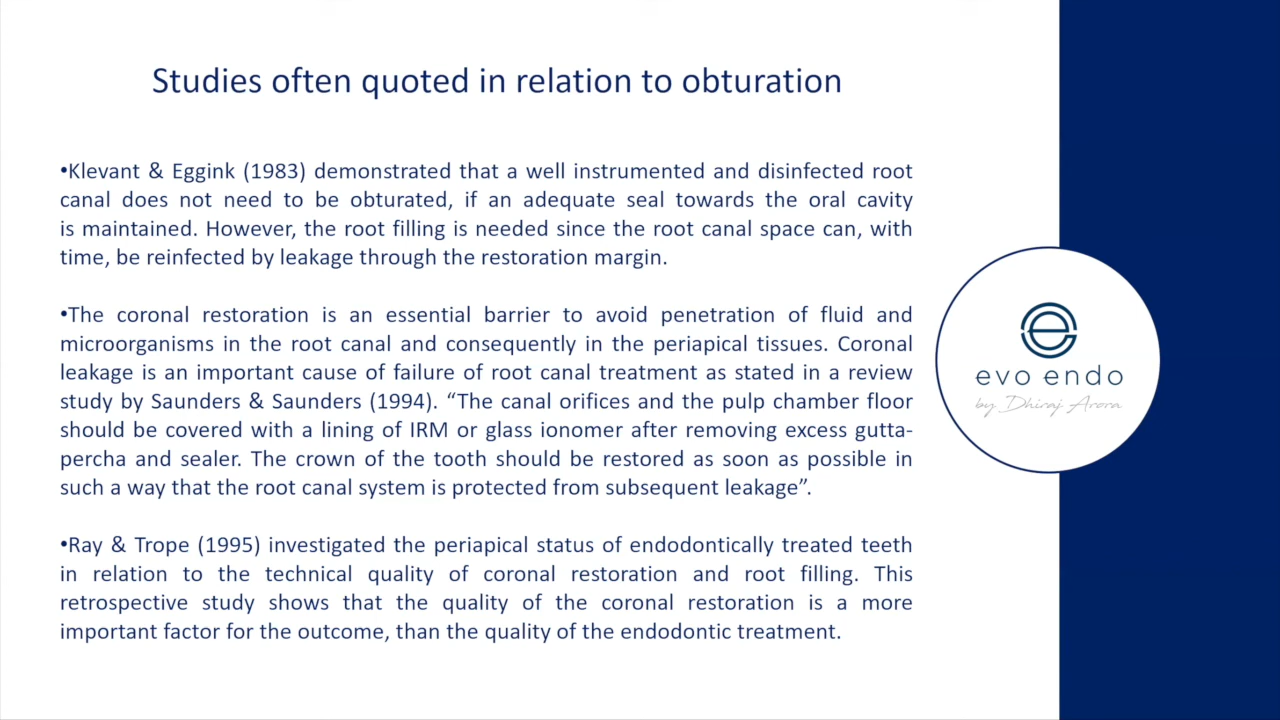 Studies often quoted in relation to obturation
•Klevant & Eggink (1983) demonstrated that a well instrumented and disinfected root
canal does not need to be obturated, if an adequate seal towards the oral cavity
is maintained. However, the root filling is needed since the root canal space can, with
time, be reinfected by leakage through the restoration margin.
•The coronal restoration is an essential barrier to avoid penetration of fluid and
microorganisms in the root canal and consequently in the periapical tissues. Coronal
leakage is an important cause of failure of root canal treatment as stated in a review
study by Saunders & Saunders (1994). “The canal orifices and the pulp chamber floor
should be covered with a lining of IRM or glass ionomer after removing excess gutta-
percha and sealer. The crown of the tooth should be restored as soon as possible in
such a way that the root canal system is protected from subsequent leakage”.
•Ray & Trope (1995) investigated the periapical status of endodontically treated teeth
in relation to the technical quality of coronal restoration and root filling. This
retrospective study shows that the quality of the coronal restoration is a more
important factor for the outcome, than the quality of the endodontic treatment.
evo endo
by Dhiraj Arora